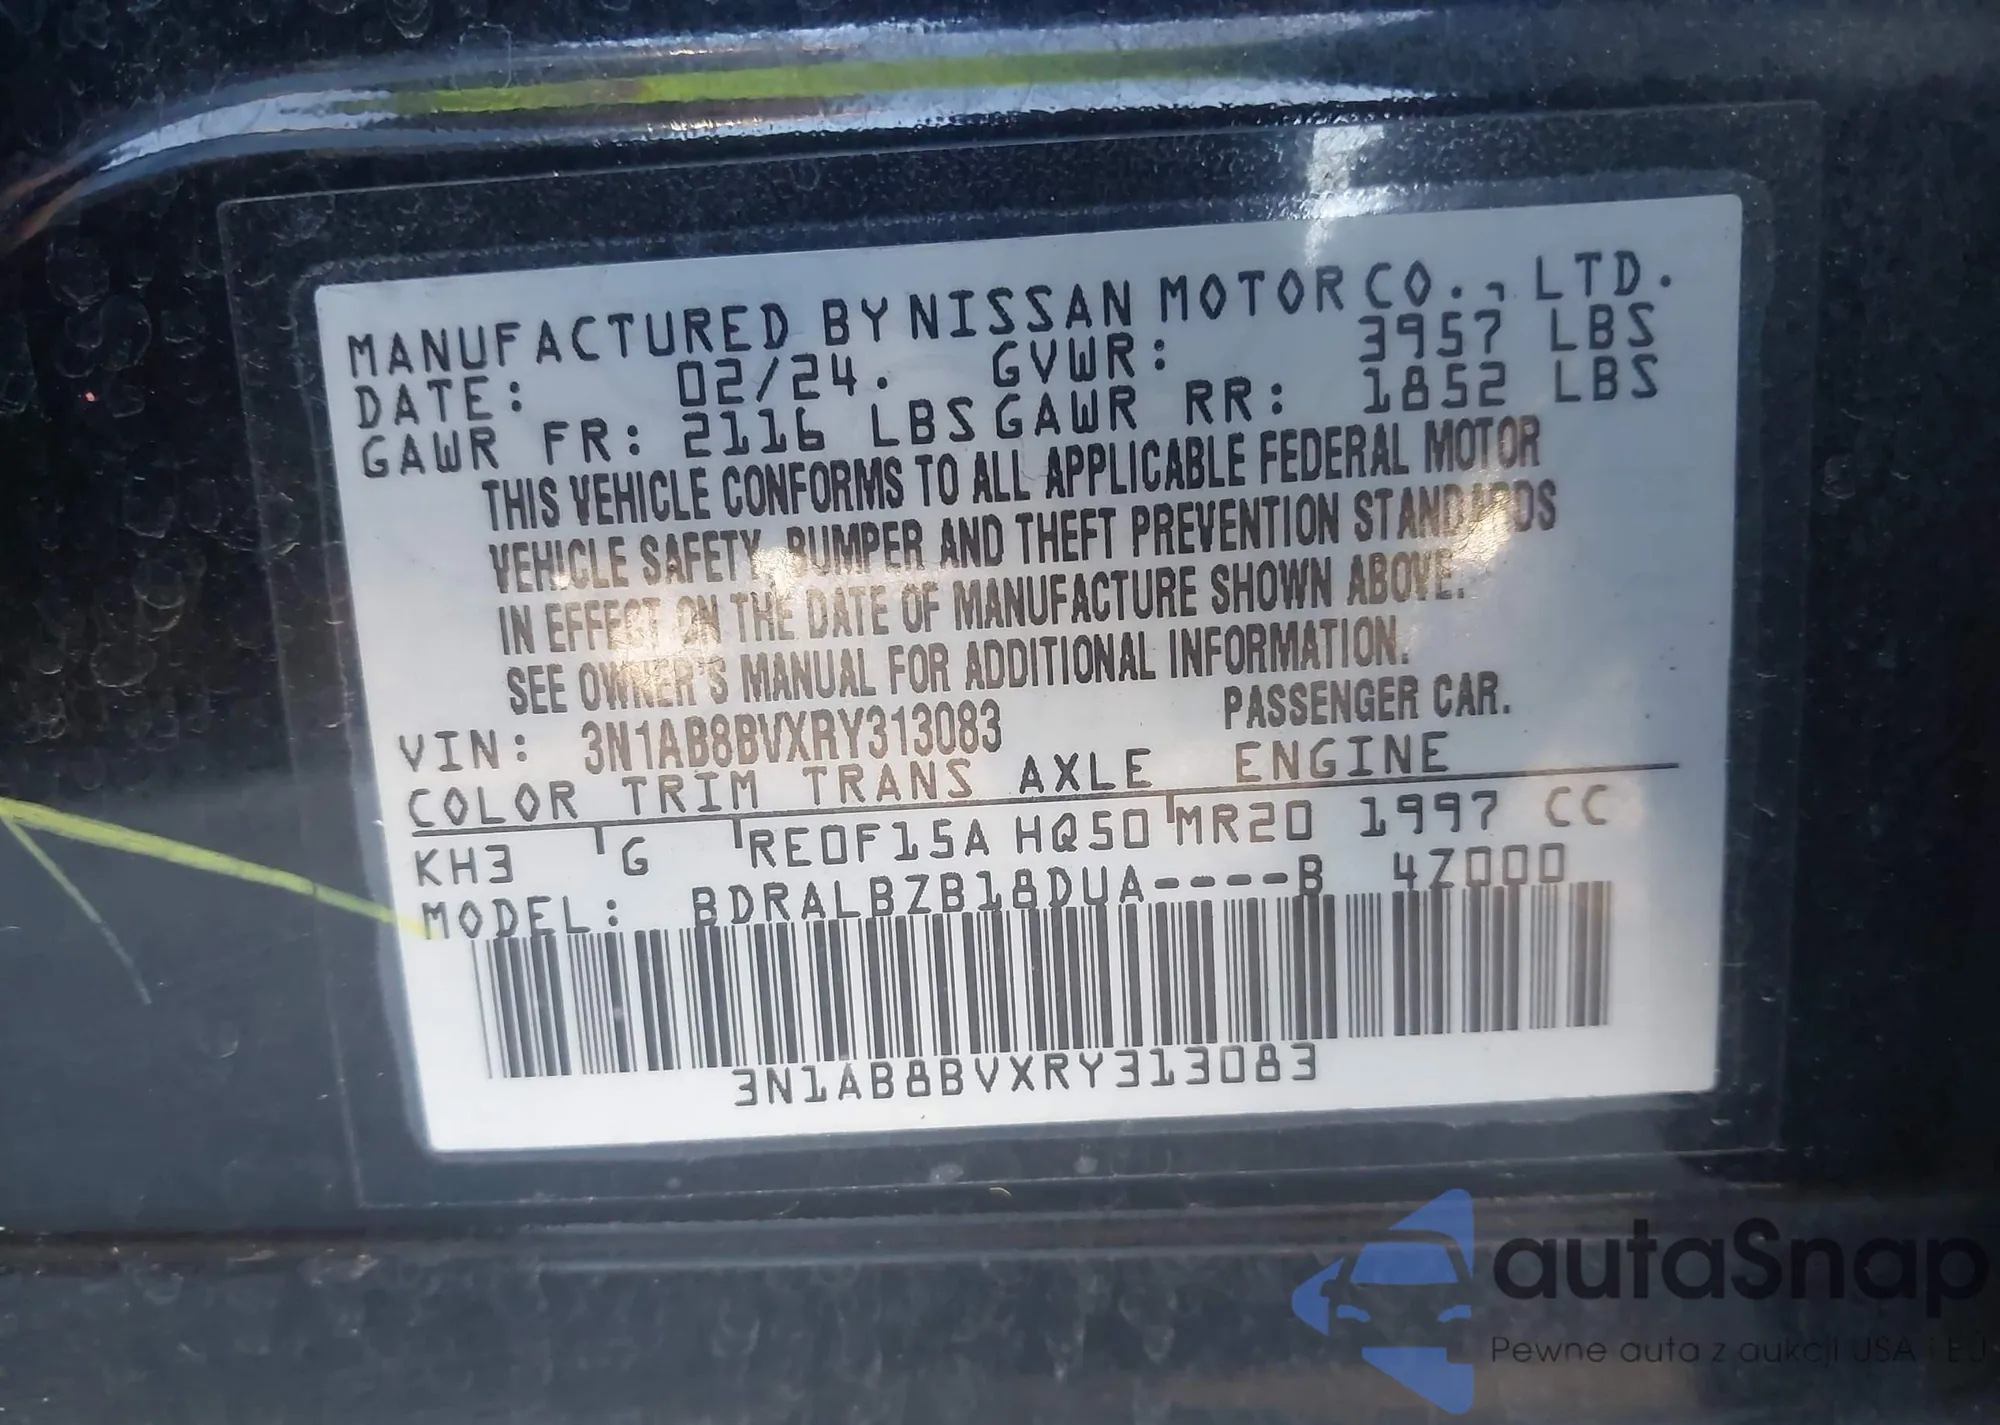 MANUFACTURED BY NISSAN MOTOR CO., LTD.
DATE: 02/24. GVWR: 3957 LBS
GAWR FR: 2116 LBS GAWR RR: 1852 LBS
THIS VEHICLE CONFORMS TO ALL APPLICABLE FEDERAL MOTOR
VEHICLE SAFETY, BUMPER AND THEFT PREVENTION STANDARDS
IN EFFECT ON THE DATE OF MANUFACTURE SHOWN ABOVE.
SEE OWNER'S MANUAL FOR ADDITIONAL INFORMATION.
VIN: 3N1AB8BVXRY313083 PASSENGER CAR.
COLOR TRIM TRANS AXLE ENGINE
KH3 G RE0F15A HQ50 MR20 1997 CC
MODEL: BDRALBZB18DUA----B 4Z000
3N1AB8BVXRY313083
autaSnap
Pewne auta z aukcji USA i EU